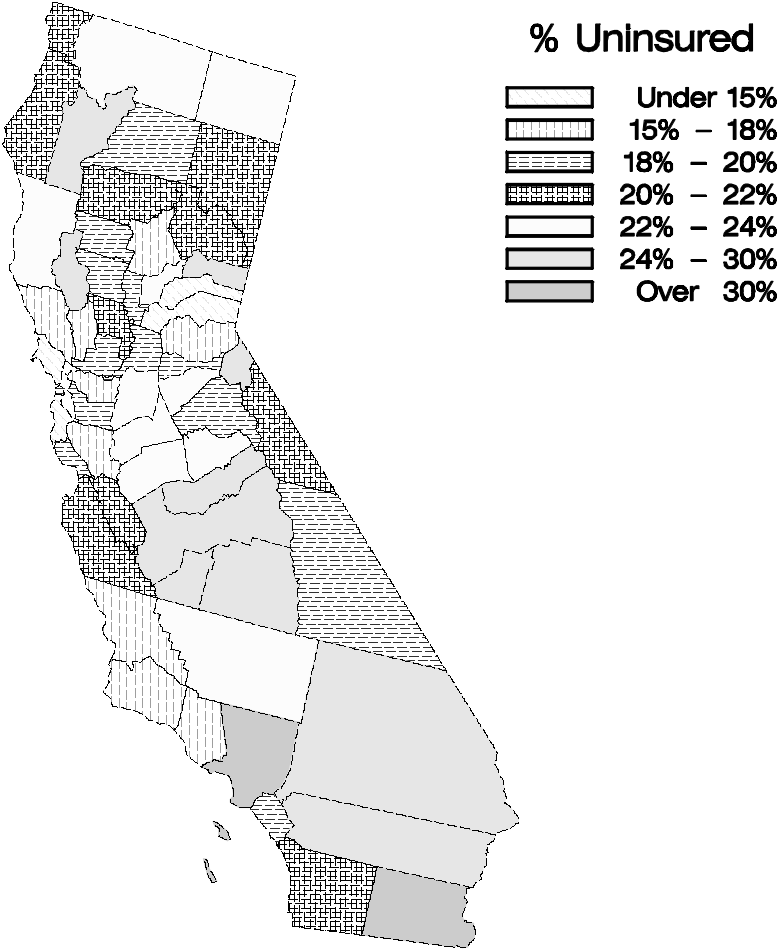 % Uninsured
Under 15%
15% – 18%
18% – 20%
20% – 22%
22% – 24%
24% – 30%
Over 30%